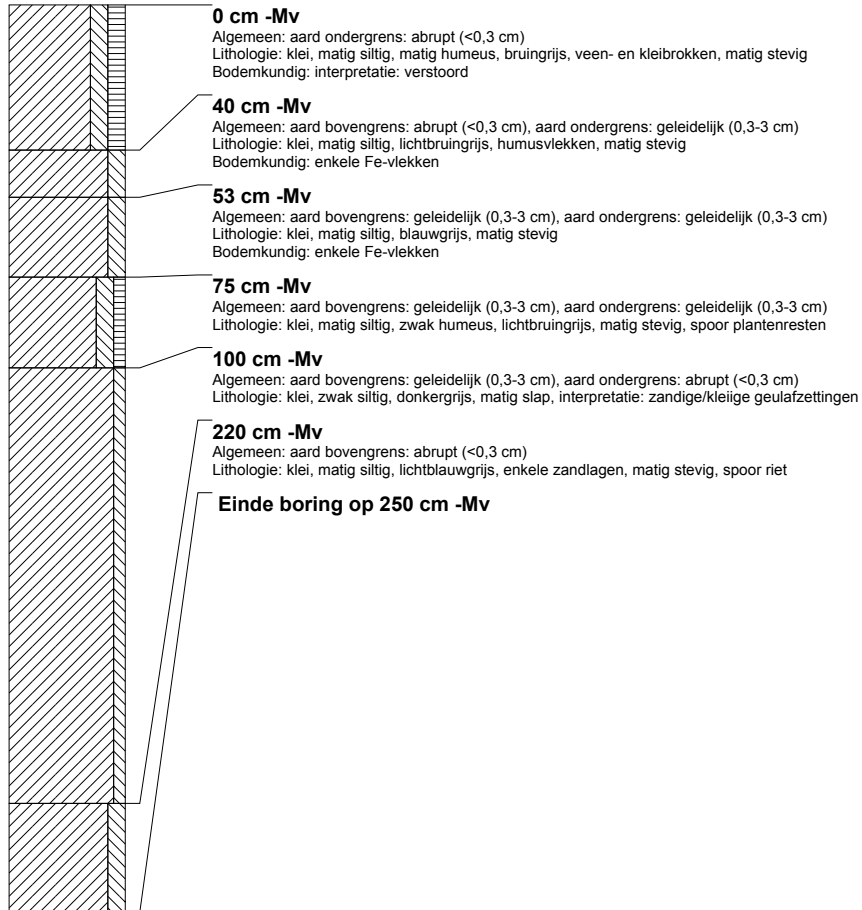 0 cm -Mv
Algemeen: aard ondergrens: abrupt (<0,3 cm)
Lithologie: klei, matig siltig, matig humeus, bruingrijs, veen- en kleibrokken, matig stevig
Bodemkundig: interpretatie: verstoord
40 cm -Mv
Algemeen: aard bovengrens: abrupt (<0,3 cm), aard ondergrens: geleidelijk (0,3-3 cm)
Lithologie: klei, matig siltig, lichtbruingrijs, humusvlekken, matig stevig
Bodemkundig: enkele Fe-vlekken
53 cm -Mv
Algemeen: aard bovengrens: geleidelijk (0,3-3 cm), aard ondergrens: geleidelijk (0,3-3 cm)
Lithologie: klei, matig siltig, blauwgrijs, matig stevig
Bodemkundig: enkele Fe-vlekken
75 cm -Mv
Algemeen: aard bovengrens: geleidelijk (0,3-3 cm), aard ondergrens: geleidelijk (0,3-3 cm)
Lithologie: klei, matig siltig, zwak humeus, lichtbruingrijs, matig stevig, spoor plantenresten
100 cm -Mv
Algemeen: aard bovengrens: geleidelijk (0,3-3 cm), aard ondergrens: abrupt (<0,3 cm)
Lithologie: klei, zwak siltig, donkergrijs, matig slap, interpretatie: zandige/kleiige geulafzettingen
220 cm -Mv
Algemeen: aard bovengrens: abrupt (<0,3 cm)
Lithologie: klei, matig siltig, lichtblauwgrijs, enkele zandlagen, matig stevig, spoor riet
Einde boring op 250 cm -Mv